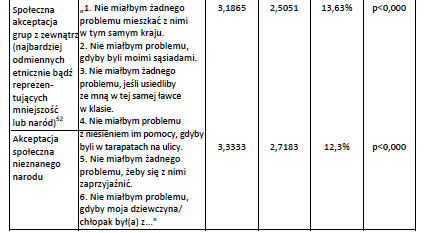 Społeczna
akceptacja
grup z zewnątrz
(najbardziej
odmiennych
etnicznie bądź
reprezen-
tujących
mniejszość
lub naród)52
„1. Nie miałbym żadnego
problemu mieszkać z nimi
w tym samym kraju.
2. Nie miałbym problemu,
gdyby byli moimi sąsiadami.
3. Nie miałbym żadnego
problemu, jeśli usiedliby
ze mną w tej samej ławce
w klasie.
4. Nie miałbym problemu
z niesieniem im pomocy, gdyby
byli w tarapatach na ulicy.
5. Nie miałbym żadnego
problemu, żeby się z nimi
zaprzyjaźnić.
6. Nie miałbym problemu,
gdyby moja dziewczyna/
chłopak był(a) z..."
3,1865 2,5051 13,63% p<0,000
Akceptacja
społeczna
nieznanego
narodu
3,3333 2,7183 12,3% p<0,000